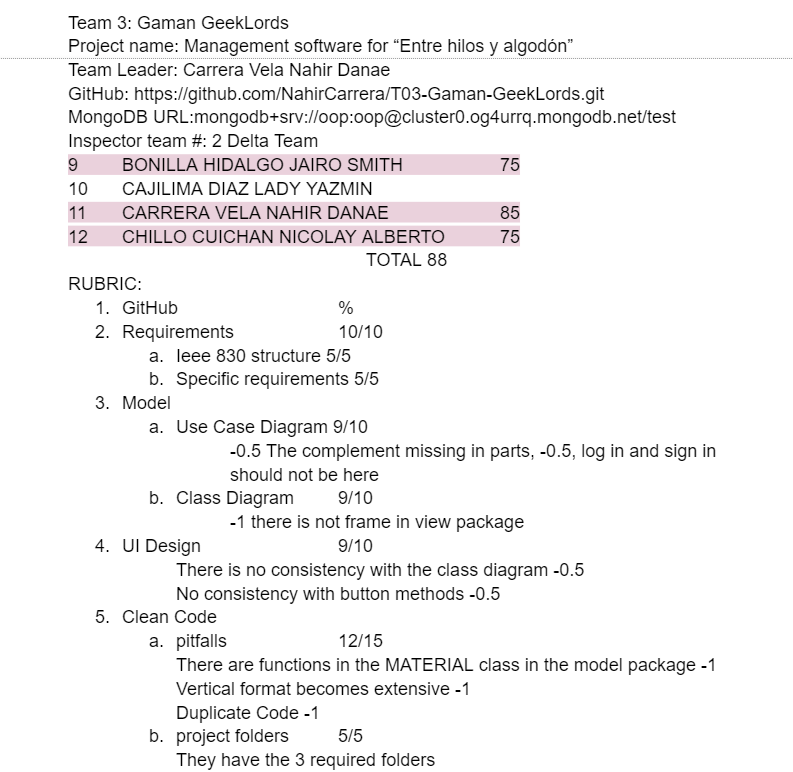 Team 3: Gaman GeekLords
Project name: Management software for “Entre hilos y algodón”
Team Leader: Carrera Vela Nahir Danae
GitHub: https://github.com/NahirCarrera/T03-Gaman-GeekLords.git
MongoDB URL:mongodb+srv://oop:oop@cluster0.og4urrq.mongodb.net/test
Inspector team #: 2 Delta Team
9 BONILLA HIDALGO JAIRO SMITH 75
10 CAJILIMA DIAZ LADY YAZMIN
11 CARRERA VELA NAHIR DANAE 85
12 CHILLO CUICHAN NICOLAY ALBERTO 75
TOTAL 88
RUBRIC:
1. GitHub %
2. Requirements 10/10
a. Ieee 830 structure 5/5
b. Specific requirements 5/5
3. Model
a. Use Case Diagram 9/10
-0.5 The complement missing in parts, -0.5, log in and sign in
should not be here
b. Class Diagram 9/10
-1 there is not frame in view package
4. UI Design 9/10
There is no consistency with the class diagram -0.5
No consistency with button methods -0.5
5. Clean Code
a. pitfalls 12/15
There are functions in the MATERIAL class in the model package -1
Vertical format becomes extensive -1
Duplicate Code -1
b. project folders 5/5
They have the 3 required folders